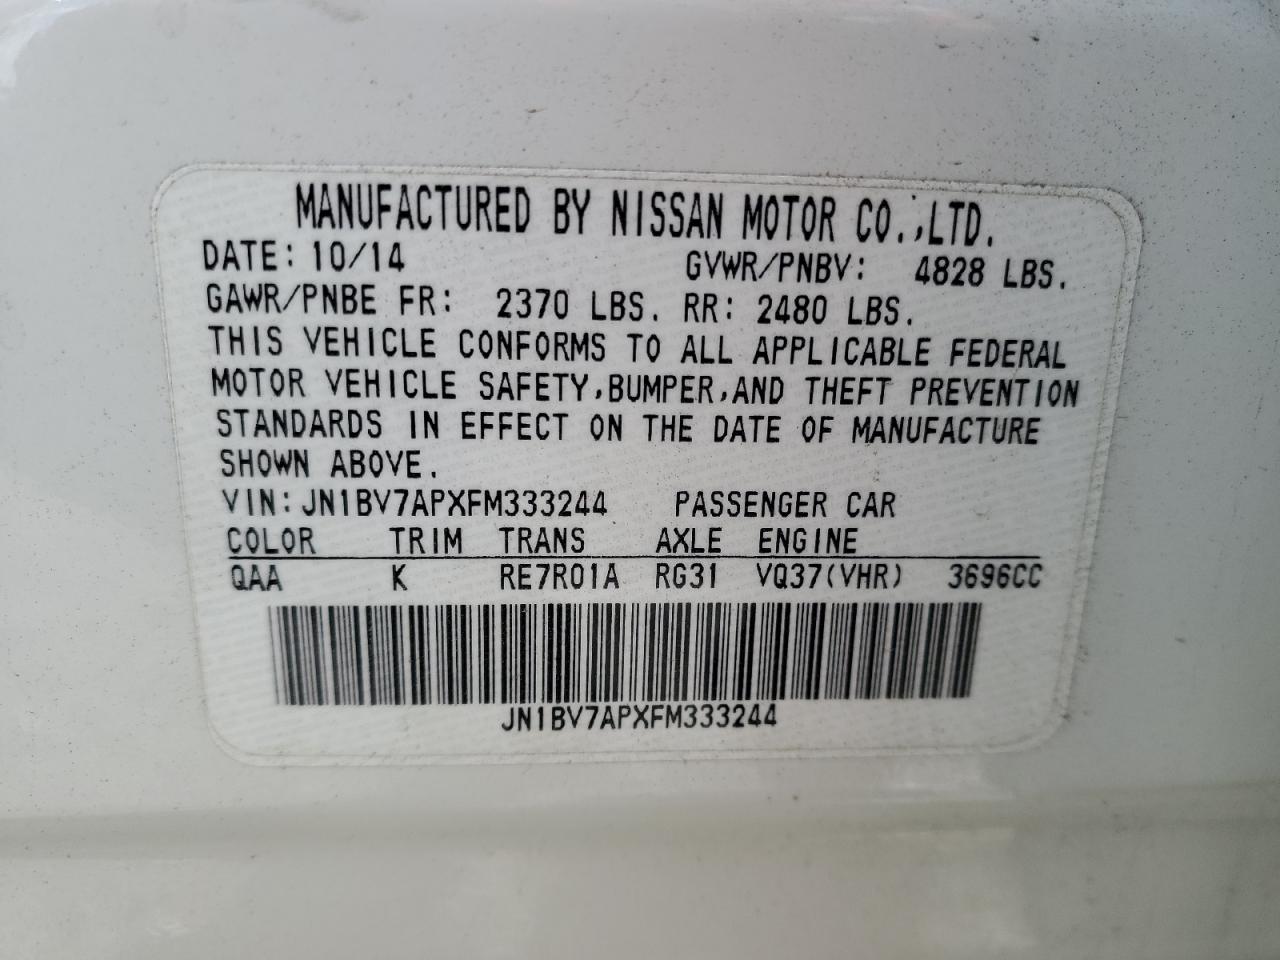 MANUFACTURED BY NISSAN MOTOR CO.,LTD.
DATE: 10/14 GVWR/PNBV: 4828 LBS.
GAWR/PNBE FR: 2370 LBS. RR: 2480 LBS.
THIS VEHICLE CONFORMS TO ALL APPLICABLE FEDERAL
MOTOR VEHICLE SAFETY,BUMPER,AND THEFT PREVENTION
STANDARDS IN EFFECT ON THE DATE OF MANUFACTURE
SHOWN ABOVE.
VIN:JN1BV7APXFM333244 PASSENGER CAR
COLOR TRIM TRANS AXLE ENGINE
QAA K RE7R01A RG31 VQ37(VHR) 3696CC
JN1BV7APXFM333244